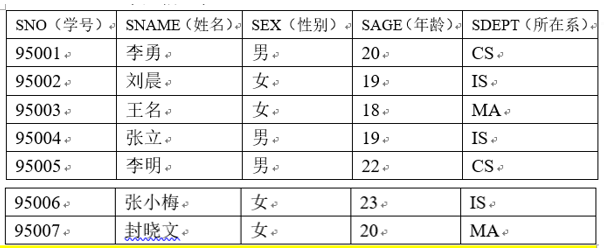 SNO（学号） SNAME（姓名） SEX（性别） SAGE（年龄） SDEPT（所在系）
95001 李勇 男 20 CS
95002 刘晨 女 19 IS
95003 王名 女 18 MA
95004 张立 男 19 IS
95005 李明 男 22 CS
95006 张小梅 女 23 IS
95007 封晓文 女 20 MA